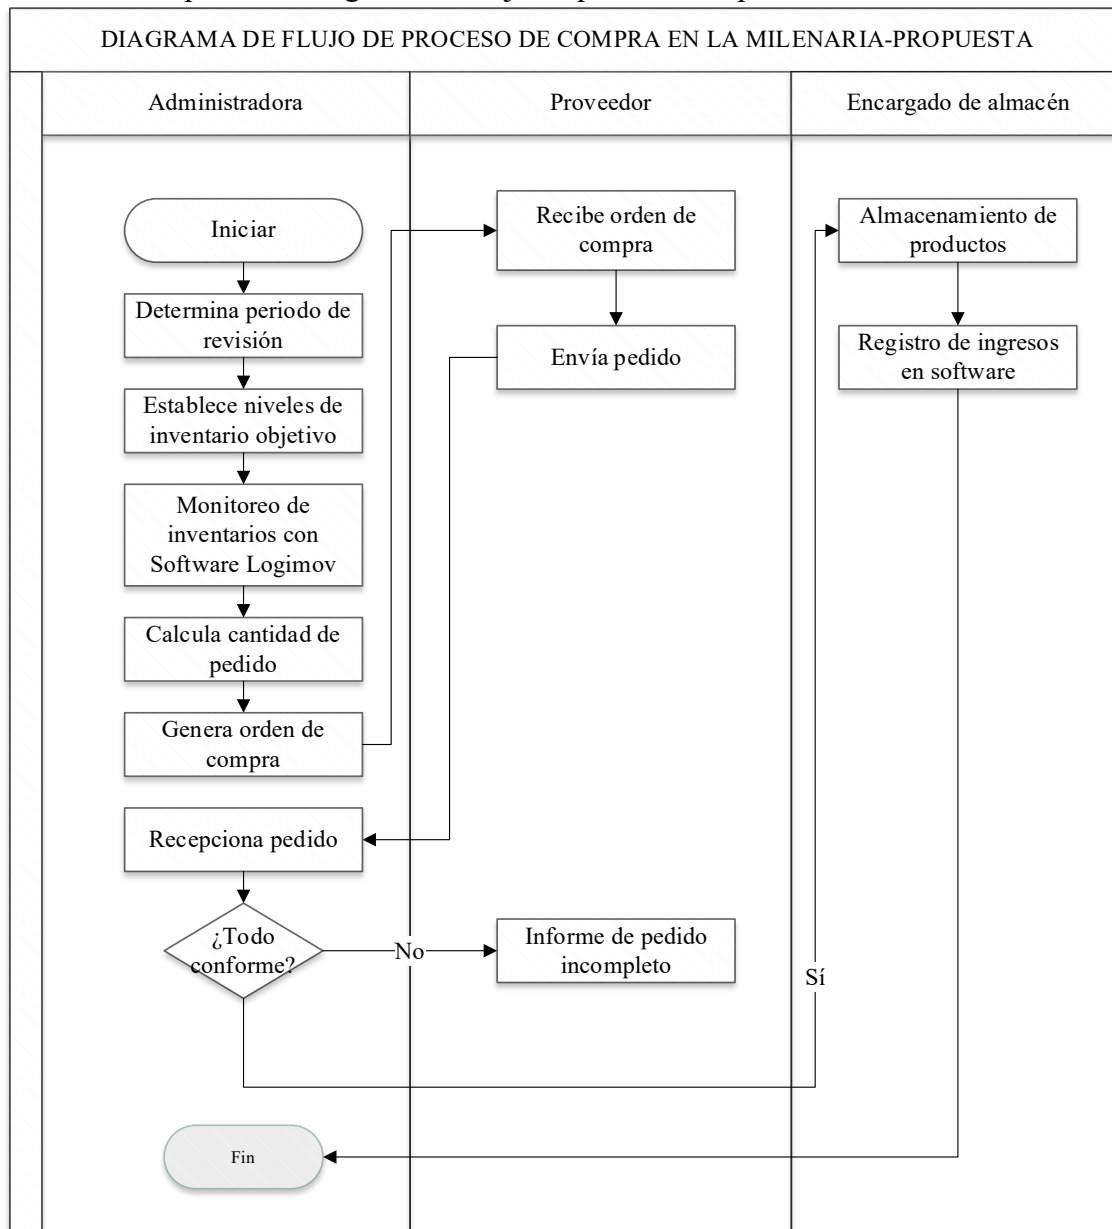 DIAGRAMA DE FLUJO DE PROCESO DE COMPRA EN LA MILENARIA-PROPUESTA
Administradora
Proveedor
Encargado de almacén
Iniciar
Determina periodo de
revisión
Establece niveles de
inventario objetivo
Monitoreo de
inventarios con
Software Logimov
Calcula cantidad de
pedido
Genera orden de
compra
Recepciona pedido
¿Todo
conforme?
No
Fin
Recibe orden de
compra
Envía pedido
Informe de pedido
incompleto
Almacenamiento de
productos
Registro de ingresos
en software
Sí